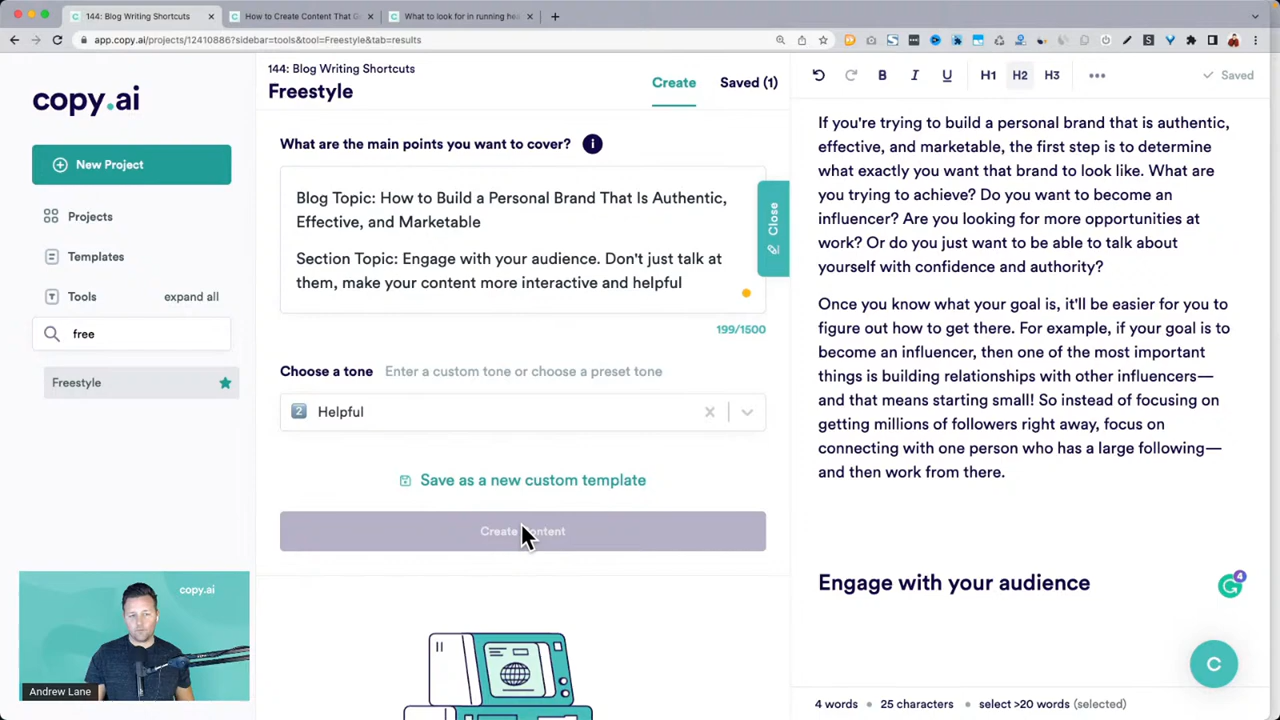 144: Blog Writing Shortcuts
How to Create Content That G
What to look for in running hea
app.copy.ai/projects/12410886?sidebar=tools&tool=Freestyle&tab=results
copy.ai
New Project
Projects
Templates
Tools
expand all
free
Freestyle
copy.ai
Andrew Lane
144: Blog Writing Shortcuts
Freestyle
Create
Saved (1)
What are the main points you want to cover?
Blog Topic: How to Build a Personal Brand That Is Authentic,
Effective, and Marketable
Section Topic: Engage with your audience. Don't just talk at
them, make your content more interactive and helpful
199/1500
Choose a tone Enter a custom tone or choose a preset tone
2 Helpful
Save as a new custom template
Create content
Close
B I U H1 H2 H3
Saved
If you're trying to build a personal brand that is authentic,
effective, and marketable, the first step is to determine
what exactly you want that brand to look like. What are
you trying to achieve? Do you want to become an
influencer? Are you looking for more opportunities at
work? Or do you just want to be able to talk about
yourself with confidence and authority?
Once you know what your goal is, it'll be easier for you to
figure out how to get there. For example, if your goal is to
become an influencer, then one of the most important
things is building relationships with other influencers—
and that means starting small! So instead of focusing on
getting millions of followers right away, focus on
connecting with one person who has a large following—
and then work from there.
Engage with your audience
4
C
4 words 25 characters select >20 words (selected)